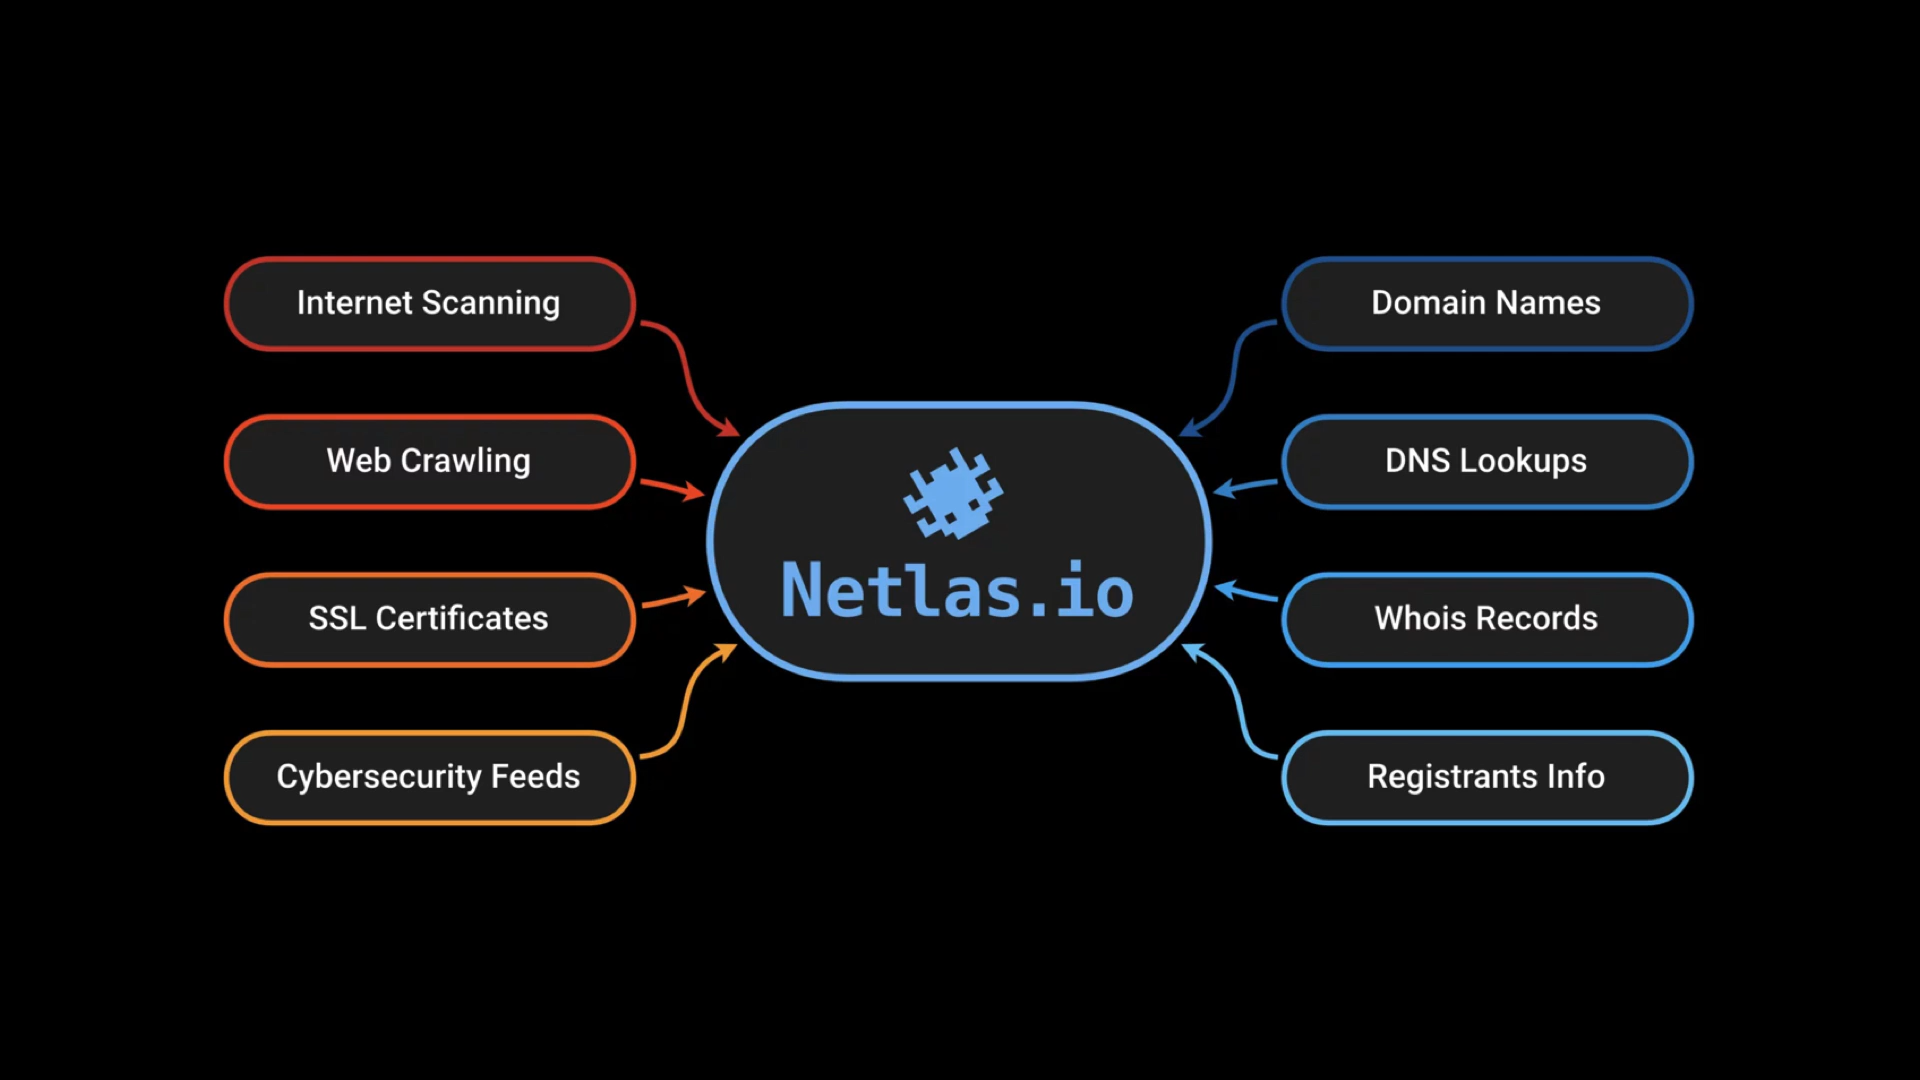 Internet Scanning
Web Crawling
SSL Certificates
Cybersecurity Feeds
Netlas.io
Domain Names
DNS Lookups
Whois Records
Registrants Info